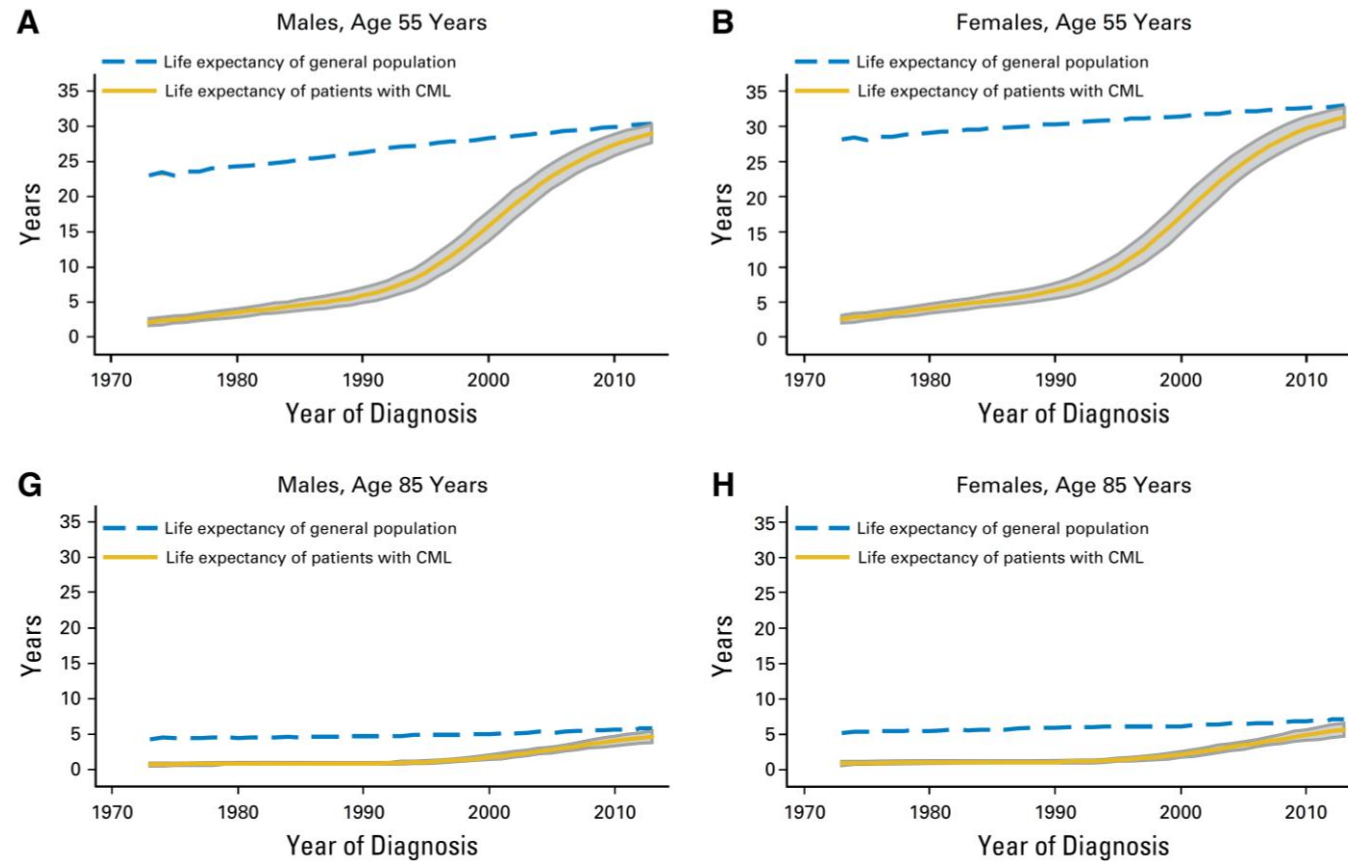 A
Males, Age 55 Years
Life expectancy of general population
Life expectancy of patients with CML
35
30
25
20
15
10
5
0
Years
1970 1980 1990 2000 2010
Year of Diagnosis
B
Females, Age 55 Years
Life expectancy of general population
Life expectancy of patients with CML
35
30
25
20
15
10
5
0
Years
1970 1980 1990 2000 2010
Year of Diagnosis
G
Males, Age 85 Years
Life expectancy of general population
Life expectancy of patients with CML
35
30
25
20
15
10
5
0
Years
1970 1980 1990 2000 2010
Year of Diagnosis
H
Females, Age 85 Years
Life expectancy of general population
Life expectancy of patients with CML
35
30
25
20
15
10
5
0
Years
1970 1980 1990 2000 2010
Year of Diagnosis